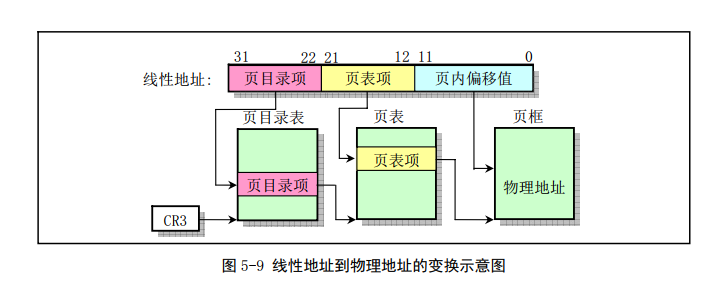 31 22 21 12 11 0
线性地址: 页目录项 页表项 页内偏移值
页目录表 页表 页框
页表项
页目录项 物理地址
CR3
图 5-9 线性地址到物理地址的变换示意图